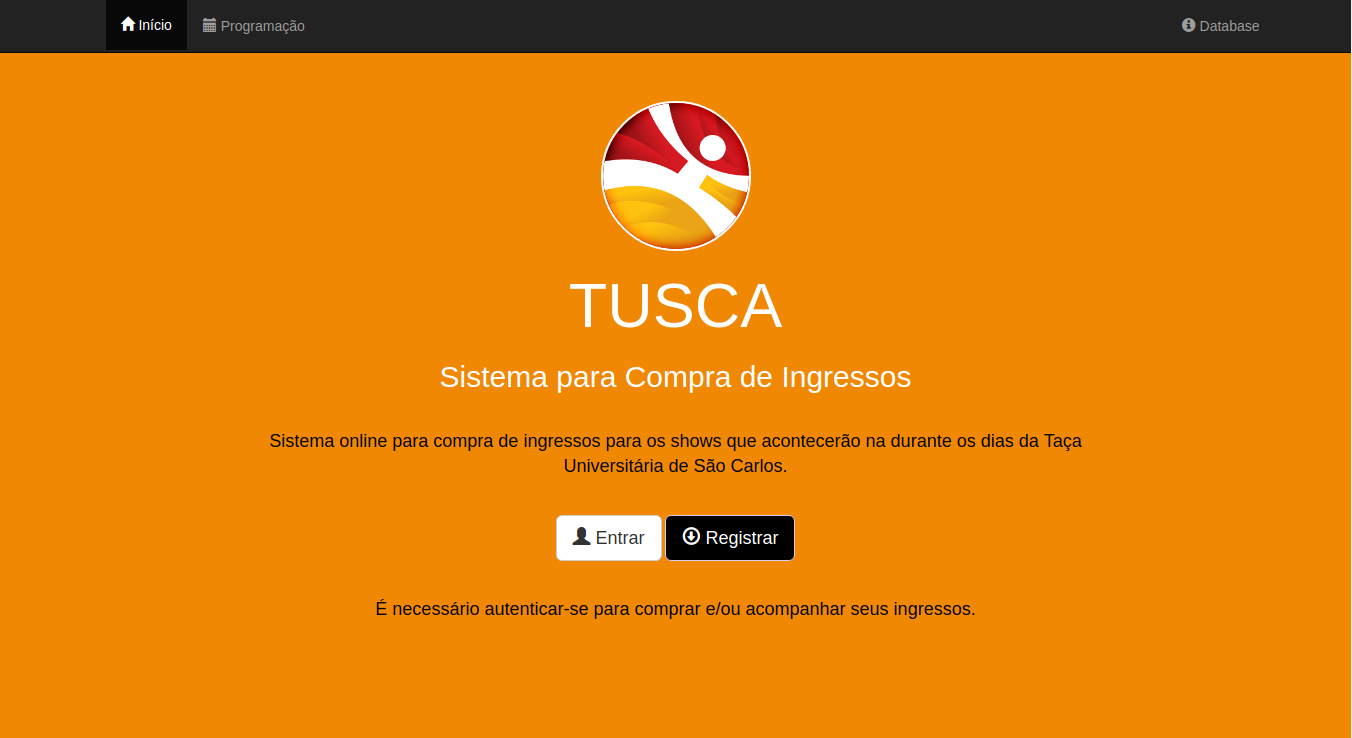 Início
Programação
Database
TUSCA
Sistema para Compra de Ingressos
Sistema online para compra de ingressos para os shows que acontecerão na durante os dias da Taça
Universitária de São Carlos.
Entrar
Registrar
É necessário autenticar-se para comprar e/ou acompanhar seus ingressos.